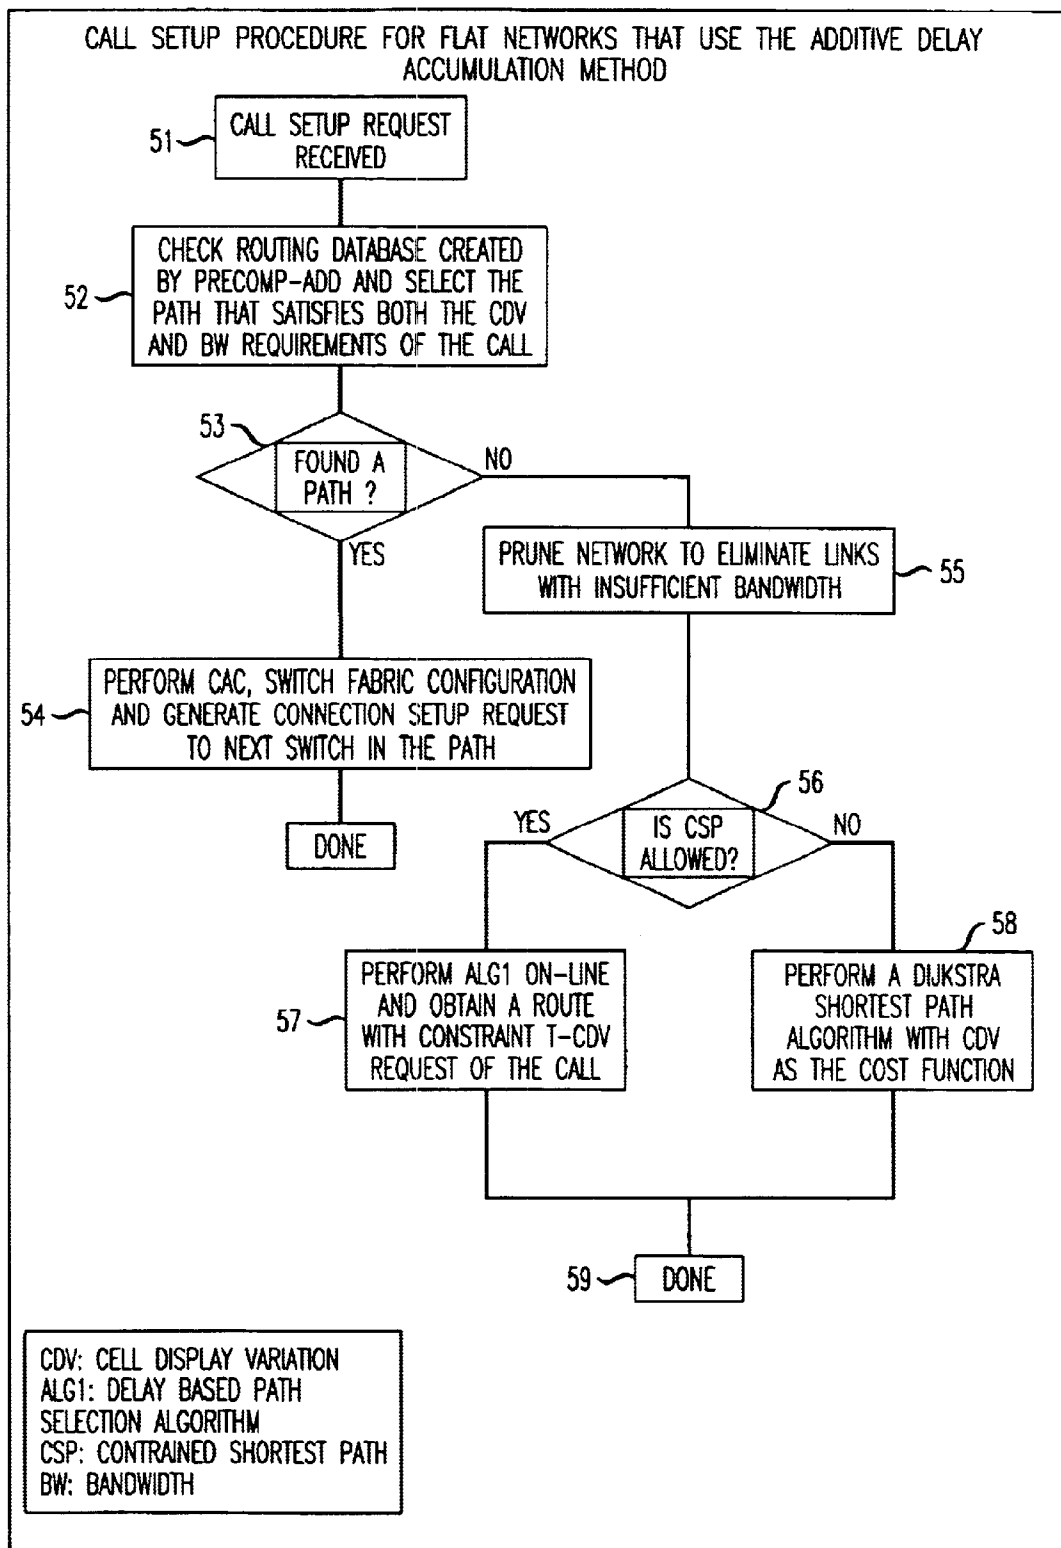 CALL SETUP PROCEDURE FOR FLAT NETWORKS THAT USE THE ADDITIVE DELAY
ACCUMULATION METHOD
51
CALL SETUP REQUEST
RECEIVED
52
CHECK ROUTING DATABASE CREATED
BY PRECOMP-ADD AND SELECT THE
PATH THAT SATISFIES BOTH THE CDV
AND BW REQUIREMENTS OF THE CALL
53
FOUND A
PATH ?
NO
YES
PRUNE NETWORK TO ELIMINATE LINKS
WITH INSUFFICIENT BANDWIDTH
55
54
PERFORM CAC, SWITCH FABRIC CONFIGURATION
AND GENERATE CONNECTION SETUP REQUEST
TO NEXT SWITCH IN THE PATH
DONE
56
YES
IS CSP
ALLOWED?
NO
57
PERFORM ALG1 ON-LINE
AND OBTAIN A ROUTE
WITH CONSTRAINT T-CDV
REQUEST OF THE CALL
58
PERFORM A DIJKSTRA
SHORTEST PATH
ALGORITHM WITH CDV
AS THE COST FUNCTION
59
DONE
CDV: CELL DISPLAY VARIATION
ALG1: DELAY BASED PATH
SELECTION ALGORITHM
CSP: CONTRAINED SHORTEST PATH
BW: BANDWIDTH